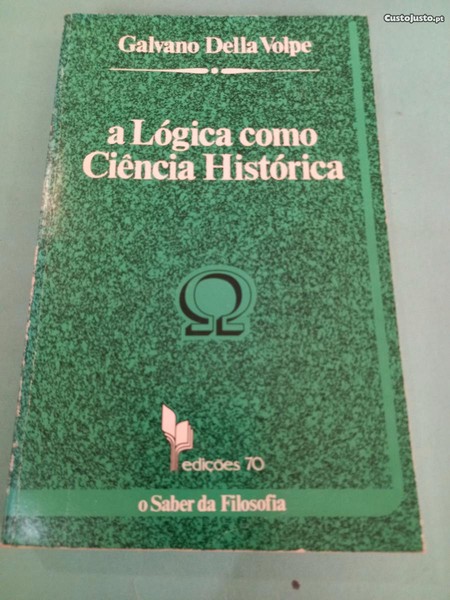 CustoJusto.pt
Galvano Della Volpe
a Lógica como
Ciência Histórica
Ω
edições 70
o Saber da Filosofia